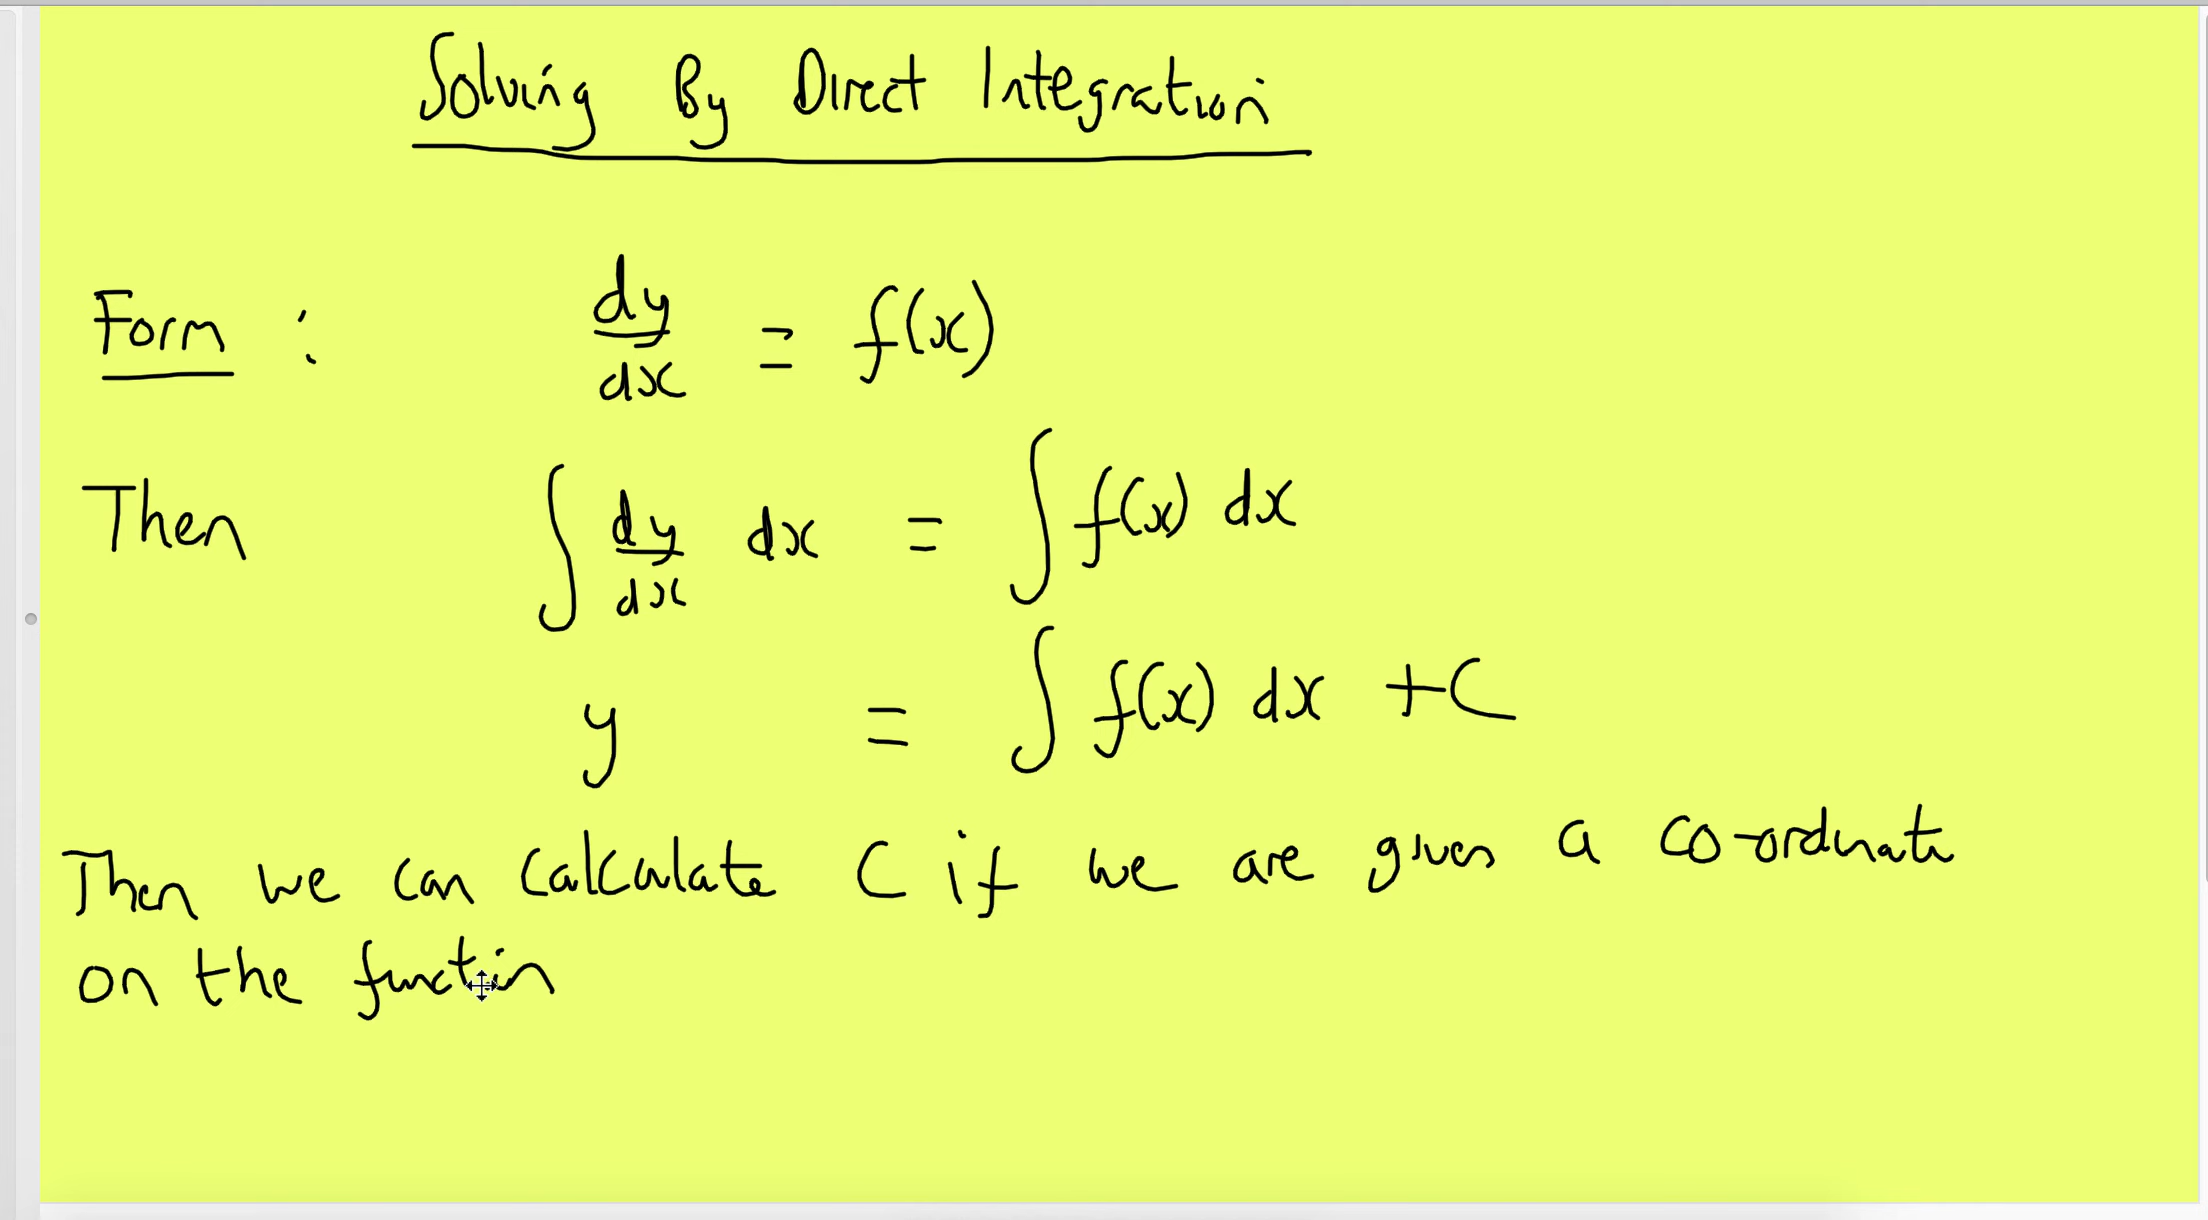 Solving By Direct Integration
Form : dy/dx = f(x)
Then ∫ dy/dx dx = ∫ f(x) dx
y = ∫ f(x) dx + C
Then we can calculate C if we are given a co-ordinate
on the function